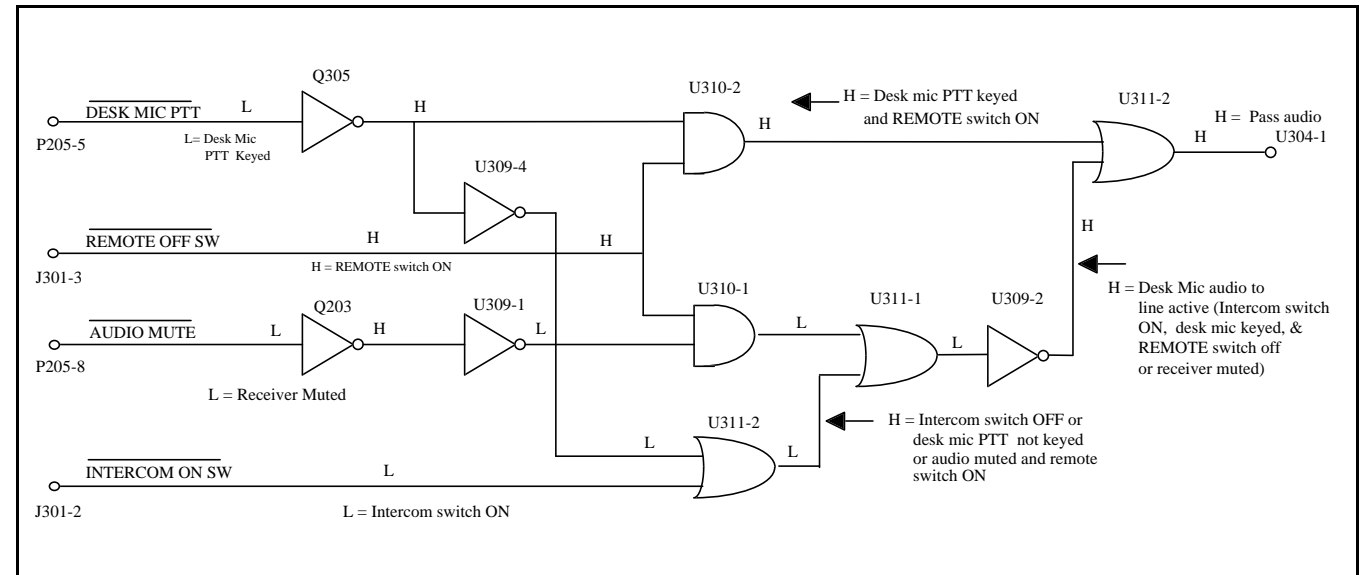 Q305
DESK MIC PTT
L
H
P205-5
L= Desk Mic
PTT Keyed
U309-4
U310-2
H
H = Desk mic PTT keyed
and REMOTE switch ON
U311-2
H = Pass audio
H
U304-1
REMOTE OFF SW
H
H
J301-3
H = REMOTE switch ON
H
H = Desk Mic audio to
line active (Intercom switch
ON, desk mic keyed, &
REMOTE switch off
or receiver muted)
Q203
AUDIO MUTE
L
H
P205-8
L = Receiver Muted
U309-1
L
U310-1
L
U311-1
L
U309-2
U311-2
L
L
H = Intercom switch OFF or
desk mic PTT not keyed
or audio muted and remote
switch ON
INTERCOM ON SW
L
J301-2
L = Intercom switch ON